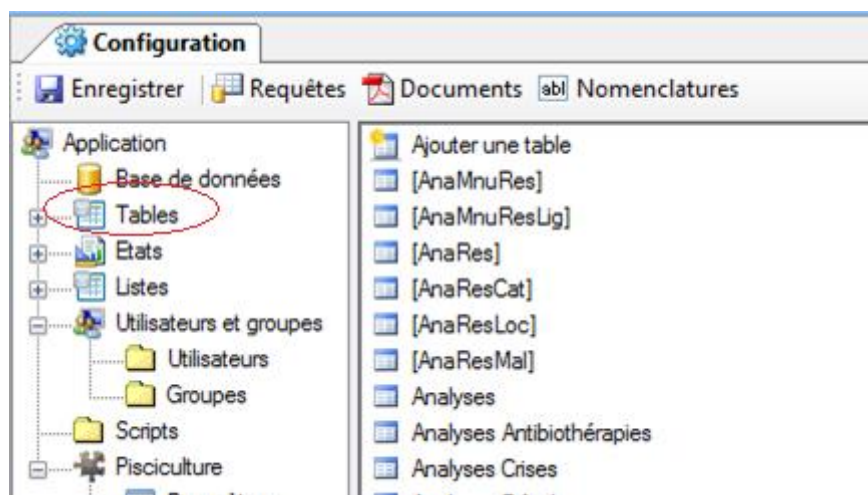 Configuration
Enregistrer Requêtes Documents abl Nomenclatures
Application
Base de données
Tables
Etats
Listes
Utilisateurs et groupes
Utilisateurs
Groupes
Scripts
Pisciculture
Ajouter une table
[AnaMnuRes]
[AnaMnuResLig]
[AnaRes]
[AnaResCat]
[AnaResLoc]
[AnaResMal]
Analyses
Analyses Antibiothérapies
Analyses Crises